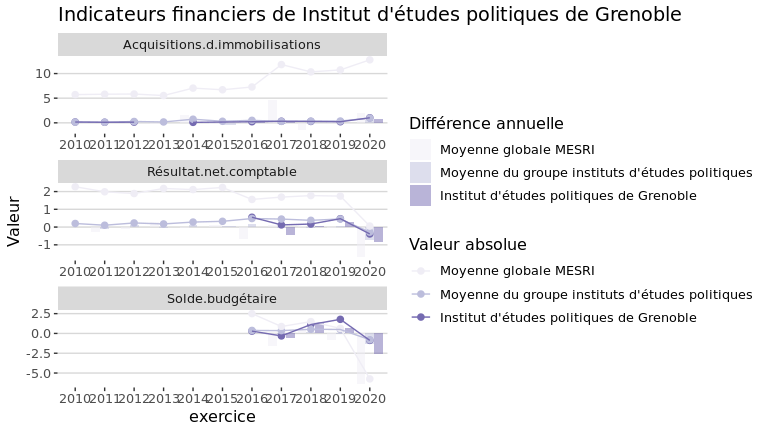 Indicateurs financiers de Institut d'études politiques de Grenoble
Acquisitions.d.immobilisations
10
5
0
2010 2011 2012 2013 2014 2015 2016 2017 2018 2019 2020
Résultat.net.comptable
2
1
0
-1
2010 2011 2012 2013 2014 2015 2016 2017 2018 2019 2020
Solde.budgétaire
2.5
0.0
-2.5
-5.0
2010 2011 2012 2013 2014 2015 2016 2017 2018 2019 2020
exercice
Valeur
Différence annuelle
Moyenne globale MESRI
Moyenne du groupe instituts d'études politiques
Institut d'études politiques de Grenoble
Valeur absolue
Moyenne globale MESRI
Moyenne du groupe instituts d'études politiques
Institut d'études politiques de Grenoble